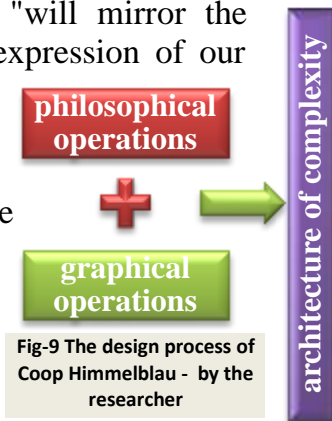 "will mirror the
expression of our
philosophical
operations
e
graphical
operations
architecture of complexity
Fig-9 The design process of
Coop Himmelblau - by the
researcher